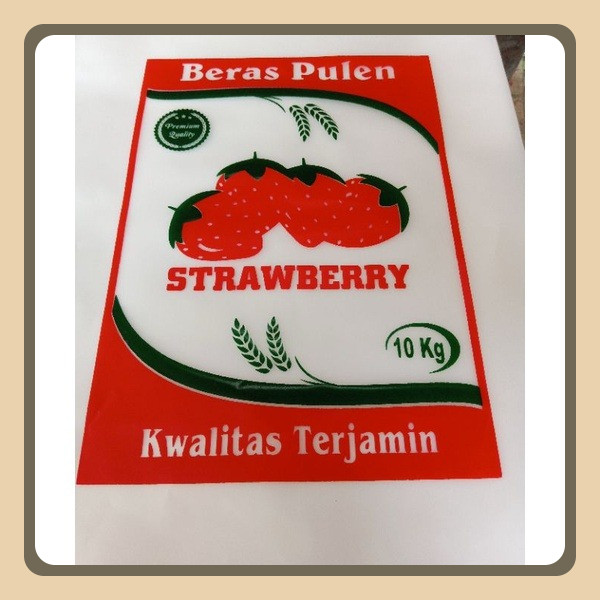 Beras Pulen
Premium
Quality
STRAWBERRY
10 Kg
Kwalitas Terjamin